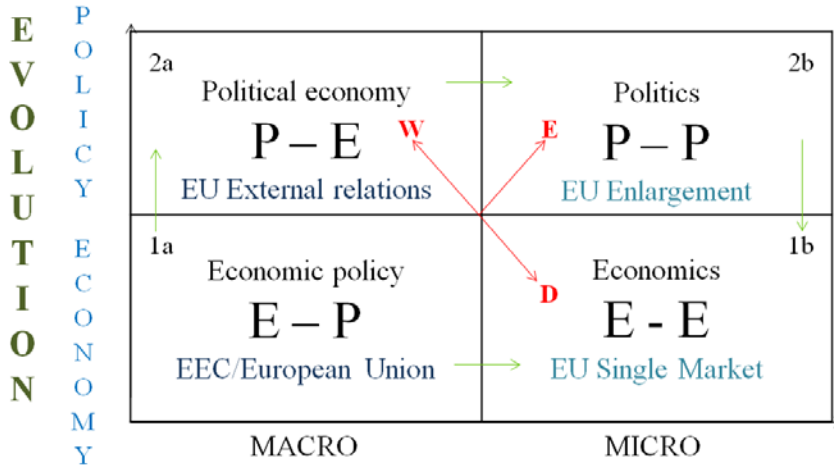 EVOLUTION
POLICY ECONOMY
2a
Political economy
P – E
W
EU External relations
2b
Politics
E
P – P
EU Enlargement
1a
Economic policy
E – P
EEC/European Union
1b
Economics
D
E - E
EU Single Market
MACRO
MICRO